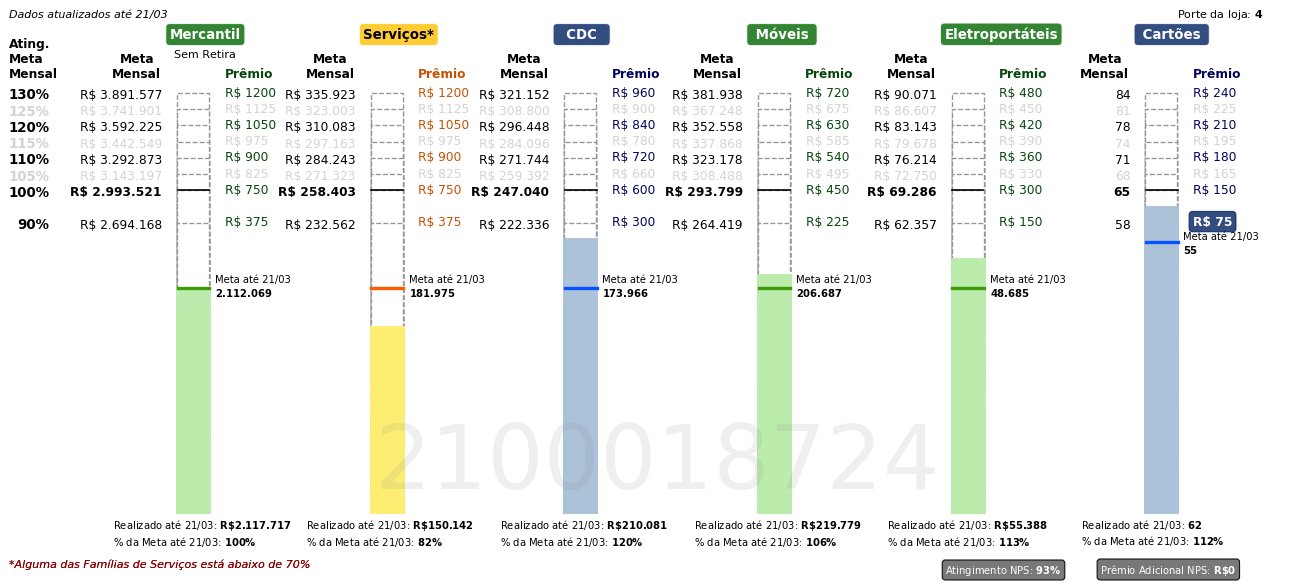 Dados atualizados até 21/03 Porte da loja: 4
Mercantil Serviços* CDC Móveis Eletroportáteis Cartões
Sem Retira
Ating. Meta Mensal Meta Mensal Prêmio Meta Mensal Prêmio Meta Mensal Prêmio Meta Mensal Prêmio Meta Mensal Prêmio Meta Mensal Prêmio
130% R$ 3.891.577 R$ 1200 R$ 335.923 R$ 1200 R$ 321.152 R$ 960 R$ 381.938 R$ 720 R$ 90.071 R$ 480 84 R$ 240
125% R$ 3.741.901 R$ 1125 R$ 323.003 R$ 1125 R$ 308.800 R$ 900 R$ 367.248 R$ 675 R$ 86.607 R$ 450 81 R$ 225
120% R$ 3.592.225 R$ 1050 R$ 310.083 R$ 1050 R$ 296.448 R$ 840 R$ 352.558 R$ 630 R$ 83.143 R$ 420 78 R$ 210
115% R$ 3.442.549 R$ 975 R$ 297.163 R$ 975 R$ 284.096 R$ 780 R$ 337.868 R$ 585 R$ 79.678 R$ 390 74 R$ 195
110% R$ 3.292.873 R$ 900 R$ 284.243 R$ 900 R$ 271.744 R$ 720 R$ 323.178 R$ 540 R$ 76.214 R$ 360 71 R$ 180
105% R$ 3.143.197 R$ 825 R$ 271.323 R$ 825 R$ 259.392 R$ 660 R$ 308.488 R$ 495 R$ 72.750 R$ 330 68 R$ 165
100% R$ 2.993.521 R$ 750 R$ 258.403 R$ 750 R$ 247.040 R$ 600 R$ 293.799 R$ 450 R$ 69.286 R$ 300 65 R$ 150
90% R$ 2.694.168 R$ 375 R$ 232.562 R$ 375 R$ 222.336 R$ 300 R$ 264.419 R$ 225 R$ 62.357 R$ 150 58 R$ 75
Meta até 21/03
55
Meta até 21/03 Meta até 21/03 Meta até 21/03 Meta até 21/03 Meta até 21/03
2.112.069 181.975 173.966 206.687 48.685
2100018724
Realizado até 21/03: R$2.117.717 Realizado até 21/03: R$150.142 Realizado até 21/03: R$210.081 Realizado até 21/03: R$219.779 Realizado até 21/03: R$55.388 Realizado até 21/03: 62
% da Meta até 21/03: 100% % da Meta até 21/03: 82% % da Meta até 21/03: 120% % da Meta até 21/03: 106% % da Meta até 21/03: 113% % da Meta até 21/03: 112%
*Alguma das Famílias de Serviços está abaixo de 70% Atingimento NPS: 93% Prêmio Adicional NPS: R$0